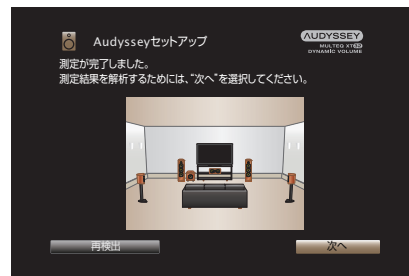 Audysseyセットアップ
AUDYSSEY
MULTEQ XT32
DYNAMIC VOLUME
測定が完了しました。
測定結果を解析するためには、“次へ”を選択してください。
再検出
次へ